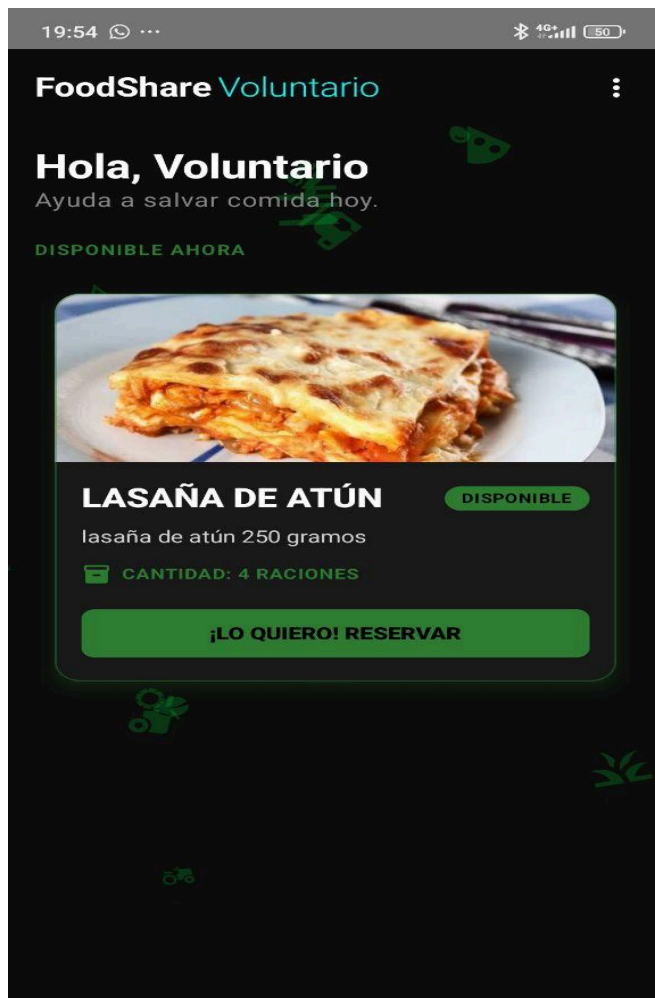 19:54 ...
4G+ 50
FoodShare Voluntario
Hola, Voluntario
Ayuda a salvar comida hoy.
DISPONIBLE AHORA
LASAÑA DE ATÚN DISPONIBLE
lasaña de atún 250 gramos
CANTIDAD: 4 RACIONES
¡LO QUIERO! RESERVAR